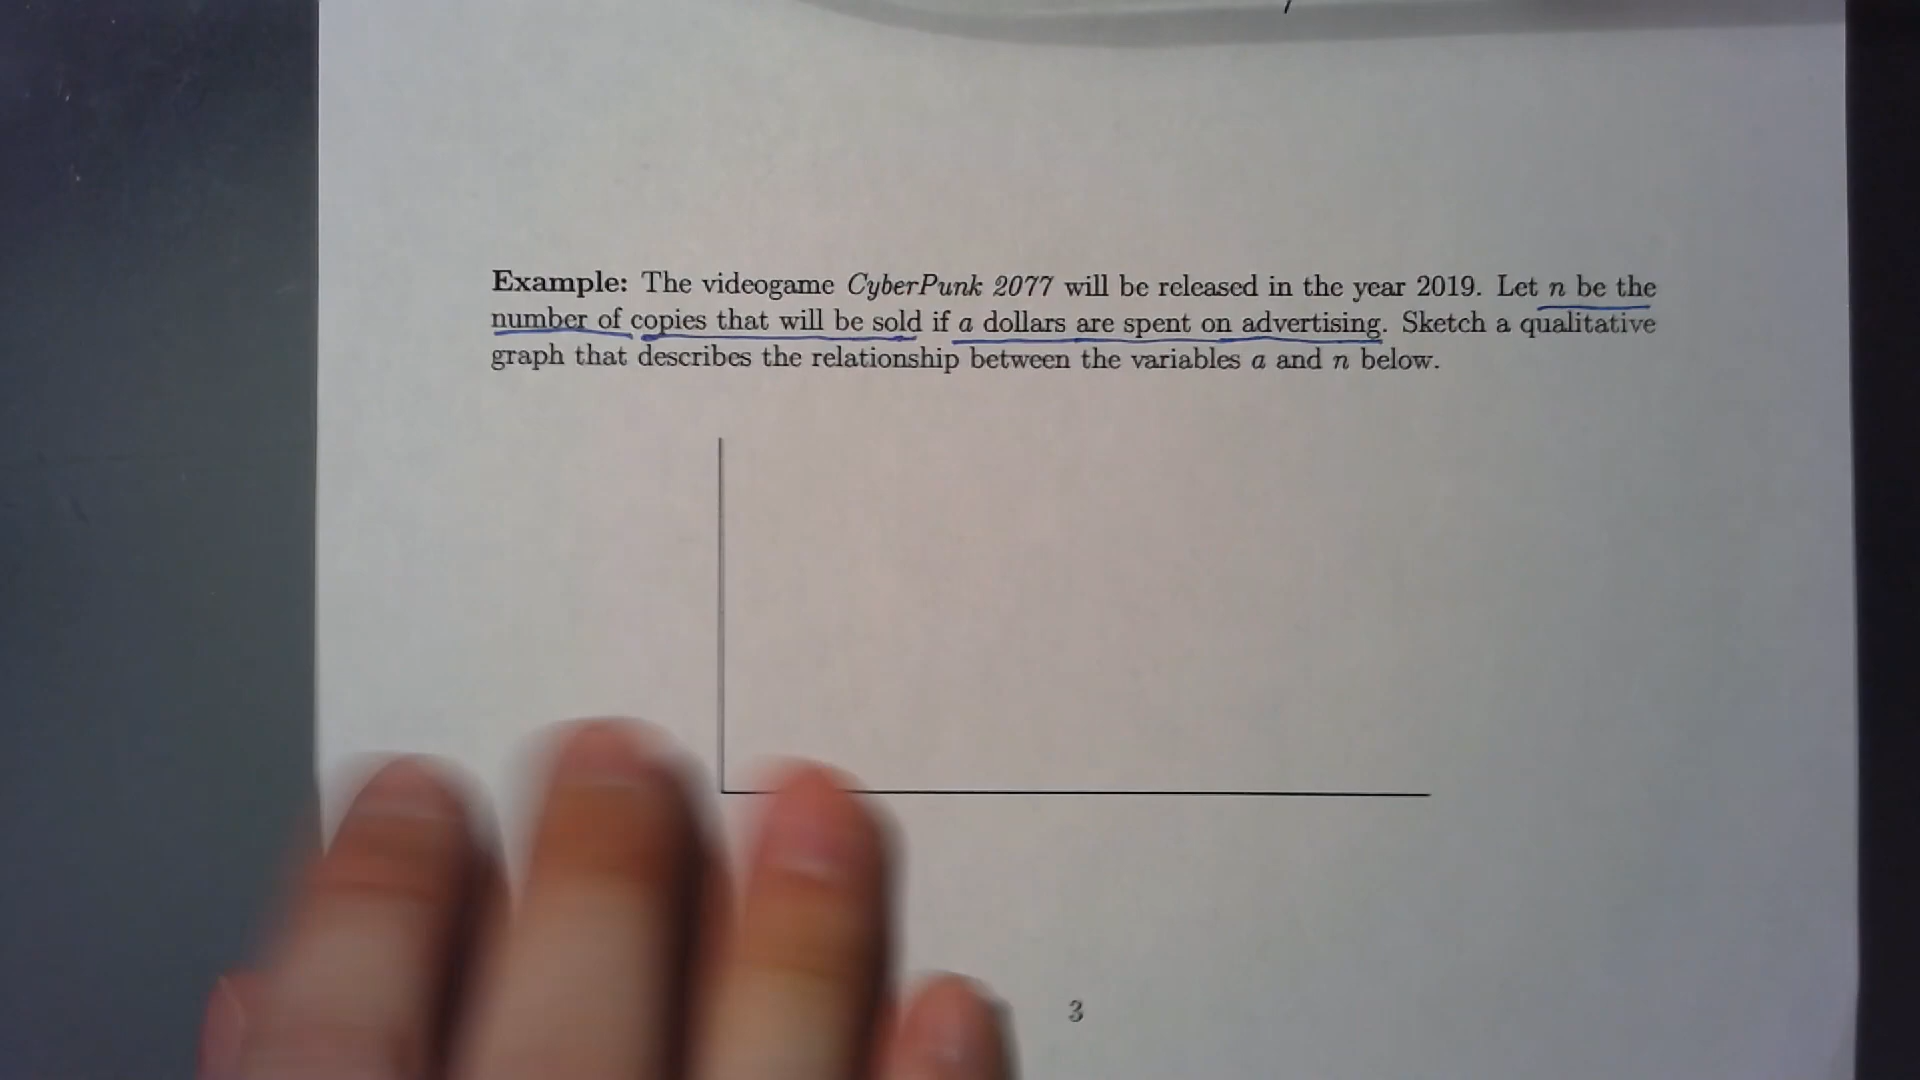 Example: The videogame CyberPunk 2077 will be released in the year 2019. Let n be the
number of copies that will be sold if a dollars are spent on advertising. Sketch a qualitative
graph that describes the relationship between the variables a and n below.
3